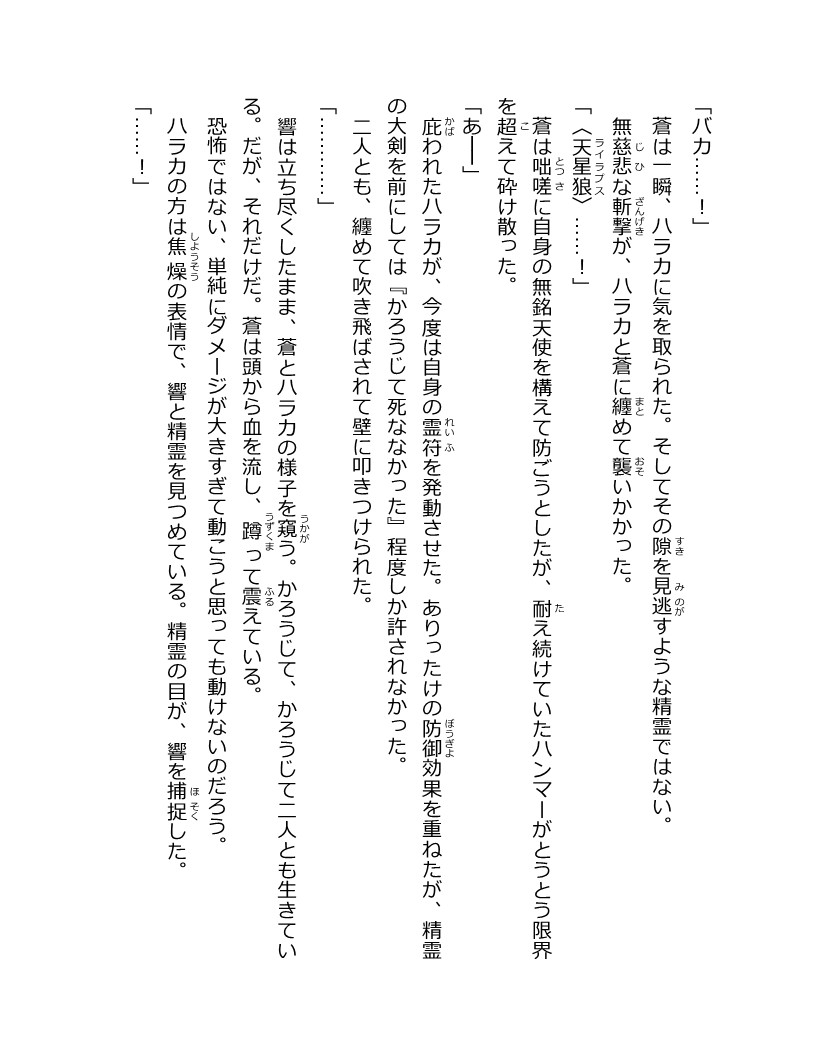 「バカ……！」
蒼は一瞬、ハラカに気を取られた。そしてその隙を見逃すような精霊ではない。
無慈悲な斬撃が、ハラカと蒼に纏めて襲いかかった。
「〈天星狼〉……！」
蒼は咄嗟に自身の無銘天使を構えて防ごうとしたが、耐え続けていたハンマーがとうとう限界
を超えて砕け散った。
「あ──」
庇われたハラカが、今度は自身の霊符を発動させた。ありったけの防御効果を重ねたが、精霊
の大剣を前にしては『かろうじて死ななかった』程度しか許されなかった。
二人とも、纏めて吹き飛ばされて壁に叩きつけられた。
「…………」
響は立ち尽くしたまま、蒼とハラカの様子を窺う。かろうじて、かろうじて二人とも生きてい
る。だが、それだけだ。蒼は頭から血を流し、蹲って震えている。
恐怖ではない、単純にダメージが大きすぎて動こうと思っても動けないのだろう。
ハラカの方は焦燥の表情で、響と精霊を見つめている。精霊の目が、響を捕捉した。
「……！」